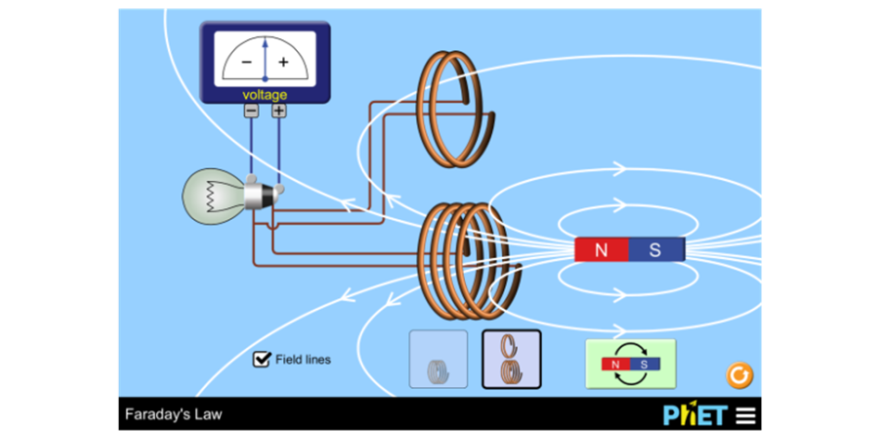 − +
voltage
− +
N S
Field lines
N S
Faraday's Law
PhET